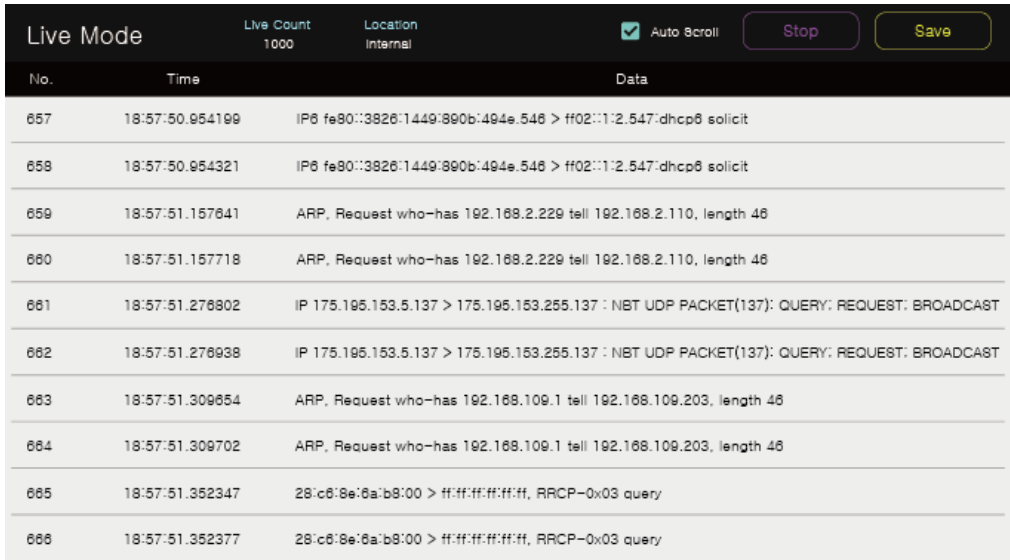 Live Mode
Live Count
1000
Location
Internal
Auto Scroll
Stop
Save
No. Time Data
657 18:57:50.954199 IP6 fe80::3826:1449:890b:494e.546 > ff02::1:2.547:dhcp6 solicit
658 18:57:50.954321 IP6 fe80::3826:1449:890b:494e.546 > ff02::1:2.547:dhcp6 solicit
659 18:57:51.157641 ARP, Request who-has 192.168.2.229 tell 192.168.2.110, length 46
660 18:57:51.157718 ARP, Request who-has 192.168.2.229 tell 192.168.2.110, length 46
661 18:57:51.276802 IP 175.195.153.5.137 > 175.195.153.255.137 : NBT UDP PACKET(137): QUERY; REQUEST; BROADCAST
662 18:57:51.276938 IP 175.195.153.5.137 > 175.195.153.255.137 : NBT UDP PACKET(137): QUERY; REQUEST; BROADCAST
663 18:57:51.309654 ARP, Request who-has 192.168.109.1 tell 192.168.109.203, length 46
664 18:57:51.309702 ARP, Request who-has 192.168.109.1 tell 192.168.109.203, length 46
665 18:57:51.352347 28:c6:8e:6a:b8:00 > ff:ff:ff:ff:ff:ff, RRCP-0x03 query
666 18:57:51.352377 28:c6:8e:6a:b8:00 > ff:ff:ff:ff:ff:ff, RRCP-0x03 query